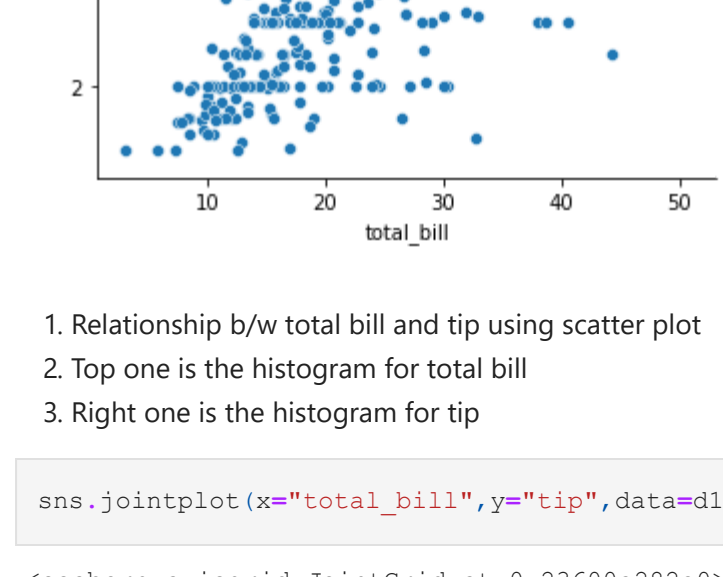 2
10 20 30 40 50
total_bill
1. Relationship b/w total bill and tip using scatter plot
2. Top one is the histogram for total bill
3. Right one is the histogram for tip
sns.jointplot(x="total_bill",y="tip",data=d1